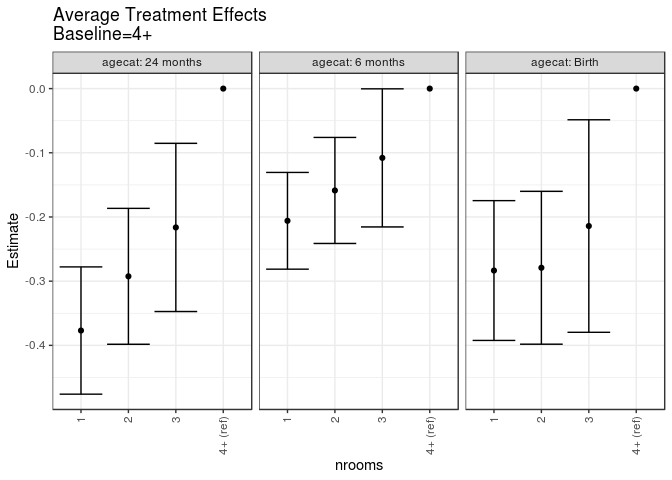 Average Treatment Effects
Baseline=4+
agecat: 24 months
agecat: 6 months
agecat: Birth
0.0
-0.1
-0.2
-0.3
-0.4
Estimate
1
2
3
4+ (ref)
1
2
3
4+ (ref)
1
2
3
4+ (ref)
nrooms